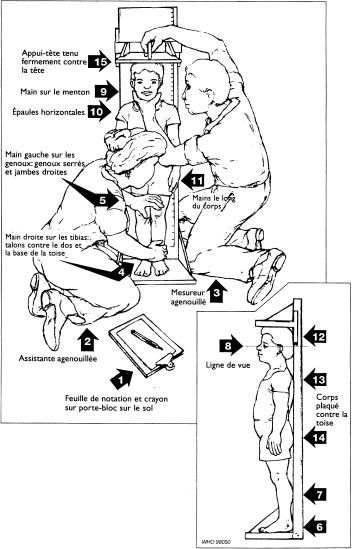 Appui-tête tenu
fermement contre
la tête
15
Main sur le menton
9
Épaules horizontales
10
Main gauche sur les
genoux: genoux serrés
et jambes droites
5
11
Mains le long
du corps
Main droite sur les tibias:
talons contre le dos et
la base de la toise
4
Mesureur
agenouillé
3
2
Assistante agenouillée
1
Feuille de notation et crayon
sur porte-bloc sur le sol
12
8
Ligne de vue
13
Corps
plaqué
contre la
toise
14
7
6
WHO 98050